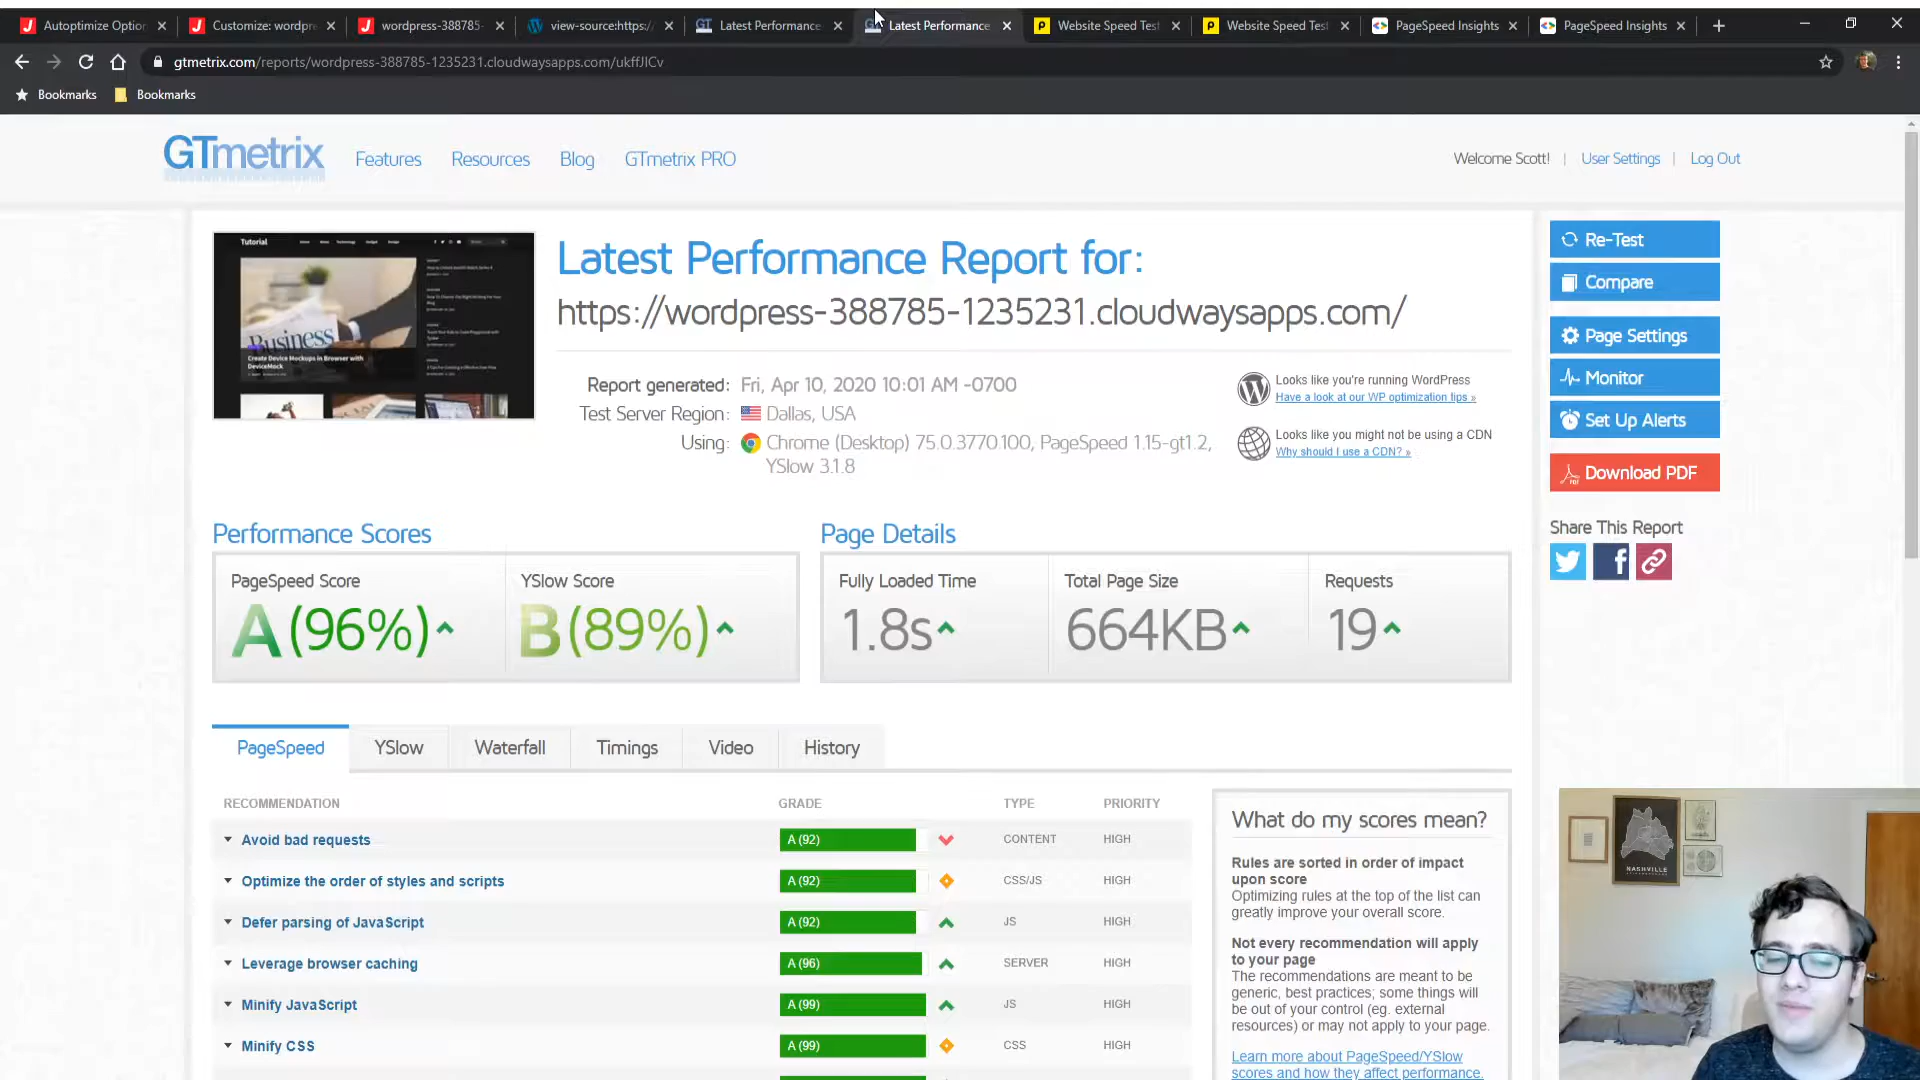 Autoptimize Option
Customize: wordpre
wordpress-388785-
view-source:https:/
Latest Performance
Latest Performance
Website Speed Test
Website Speed Test
PageSpeed Insights
PageSpeed Insights
gtmetrix.com/reports/wordpress-388785-1235231.cloudwaysapps.com/ukffJlCv
Bookmarks
Bookmarks
GTmetrix
Features
Resources
Blog
GTmetrix PRO
Welcome Scott!
User Settings
Log Out
Tutorial
Business
Create Device Mockups in Browser with
DeviceMock
Latest Performance Report for:
https://wordpress-388785-1235231.cloudwaysapps.com/
Report generated: Fri, Apr 10, 2020 10:01 AM -0700
Test Server Region: Dallas, USA
Using: Chrome (Desktop) 75.0.3770.100, PageSpeed 1.15-gt1.2,
YSlow 3.1.8
Looks like you're running WordPress
Have a look at our WP optimization tips »
Looks like you might not be using a CDN
Why should I use a CDN? »
Re-Test
Compare
Page Settings
Monitor
Set Up Alerts
Download PDF
Share This Report
Performance Scores
PageSpeed Score
A (96%)
YSlow Score
B (89%)
Page Details
Fully Loaded Time
1.8s
Total Page Size
664KB
Requests
19
PageSpeed
YSlow
Waterfall
Timings
Video
History
RECOMMENDATION GRADE TYPE PRIORITY
Avoid bad requests A (92) CONTENT HIGH
Optimize the order of styles and scripts A (92) CSS/JS HIGH
Defer parsing of JavaScript A (92) JS HIGH
Leverage browser caching A (96) SERVER HIGH
Minify JavaScript A (99) JS HIGH
Minify CSS A (99) CSS HIGH
What do my scores mean?
Rules are sorted in order of impact
upon score
Optimizing rules at the top of the list can
greatly improve your overall score.
Not every recommendation will apply
to your page
The recommendations are meant to be
generic, best practices; some things will
be out of your control (eg. external
resources) or may not apply to your page.
Learn more about PageSpeed/YSlow
scores and how they affect performance.
NASHVILLE